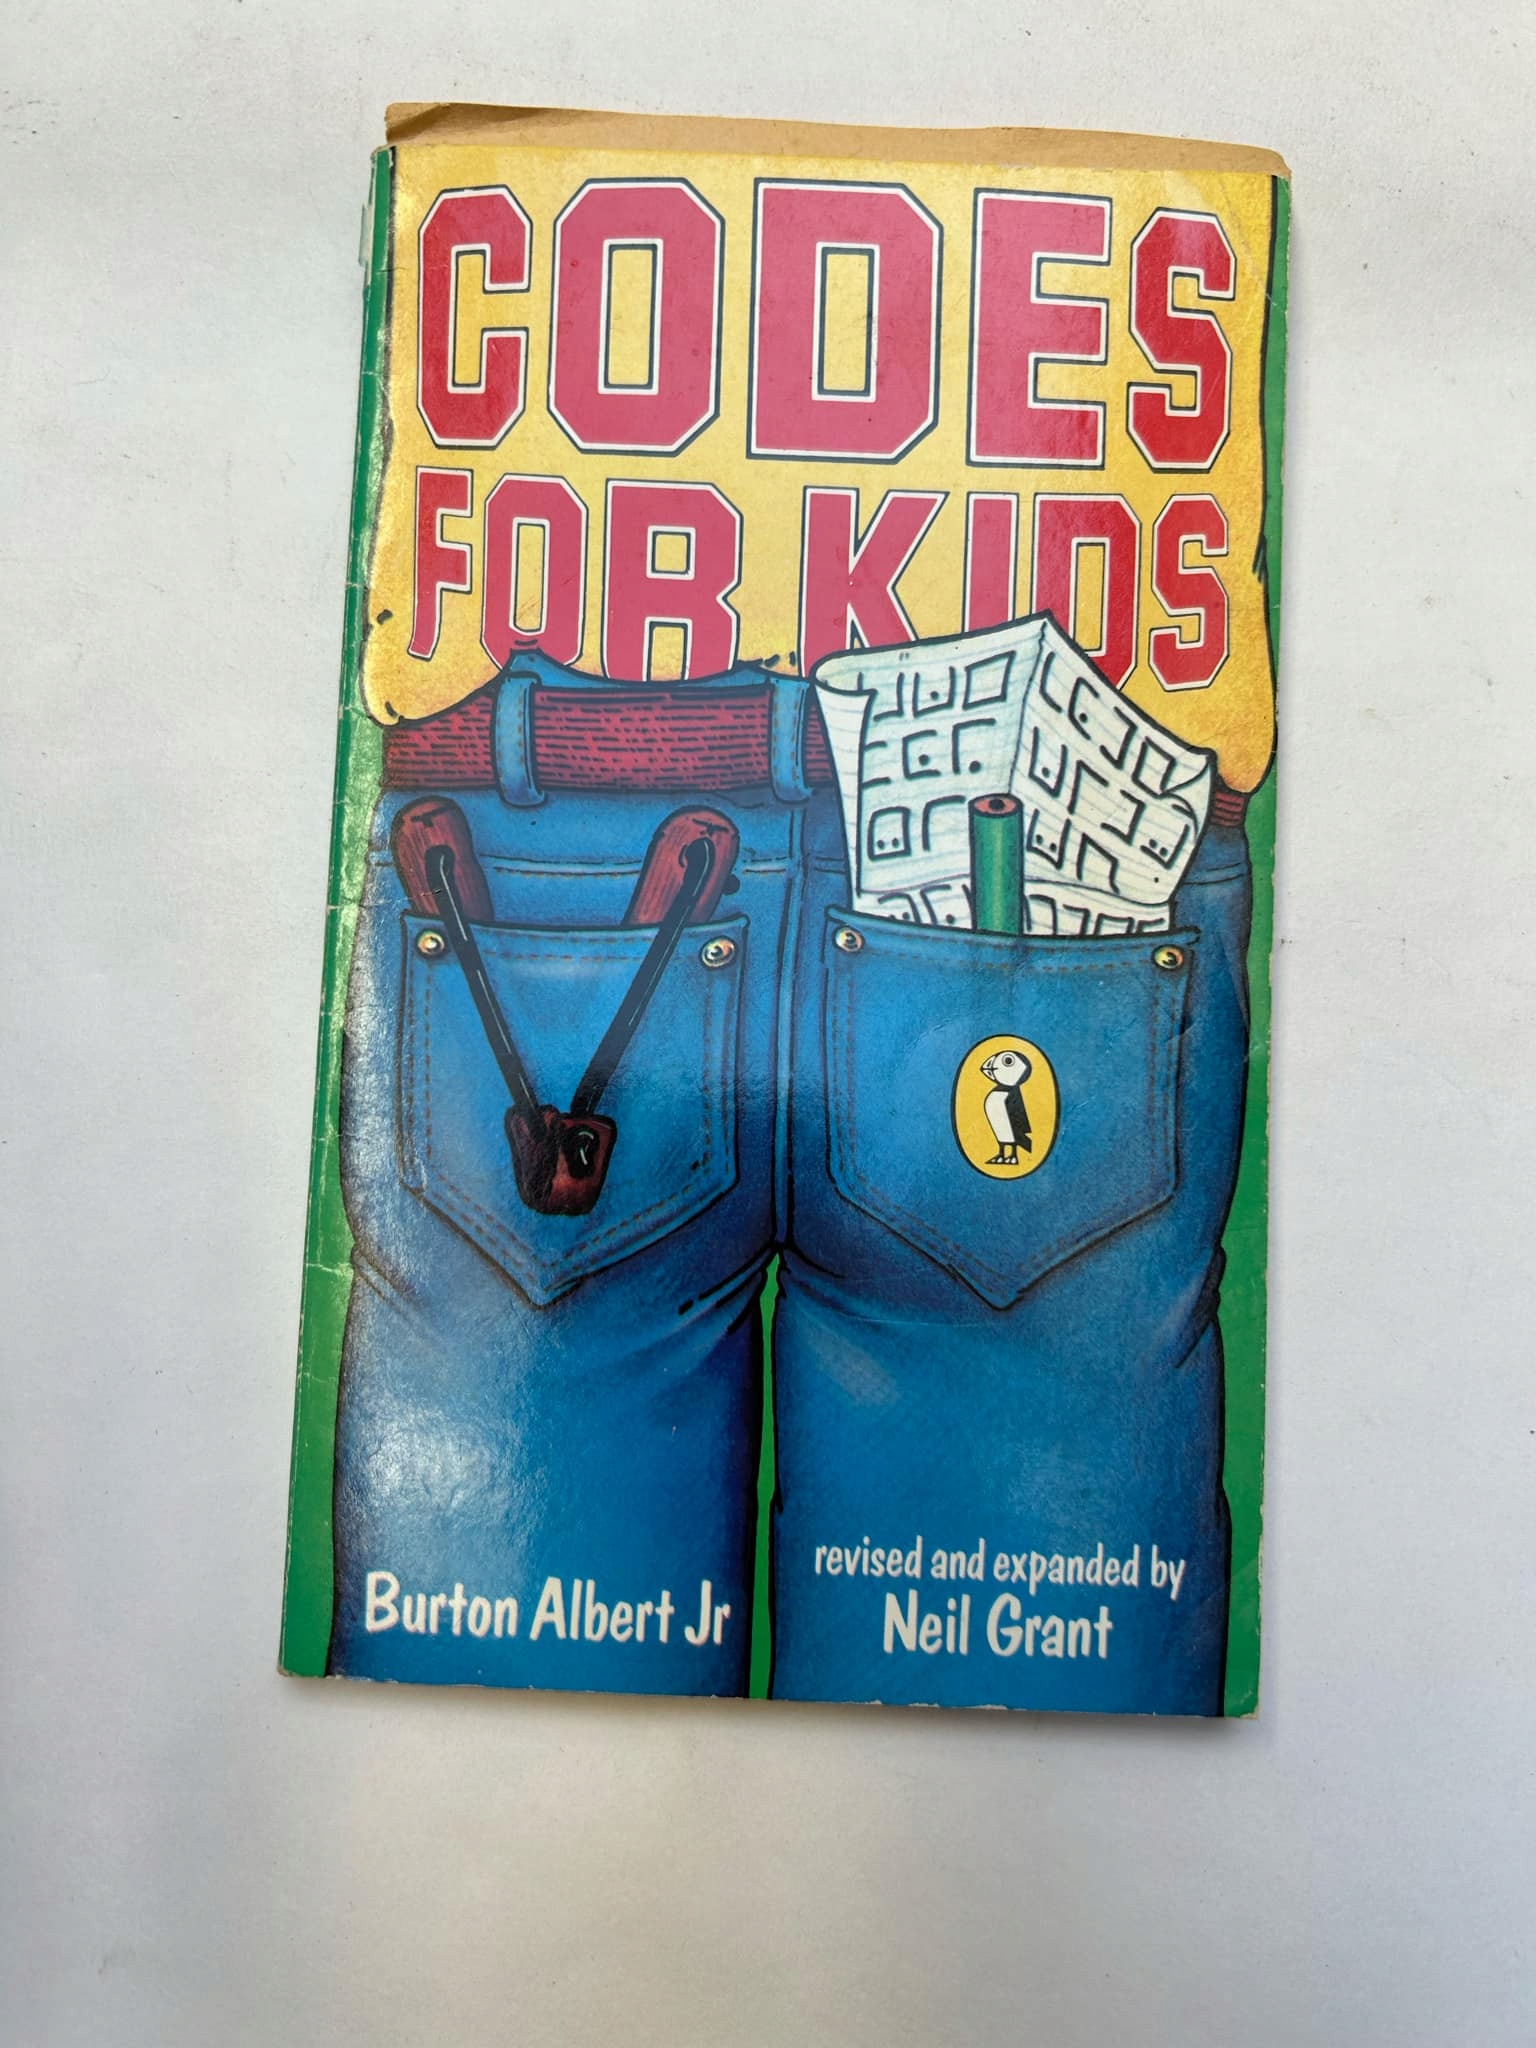 CODES
FOR KIDS
Burton Albert Jr
revised and expanded by
Neil Grant